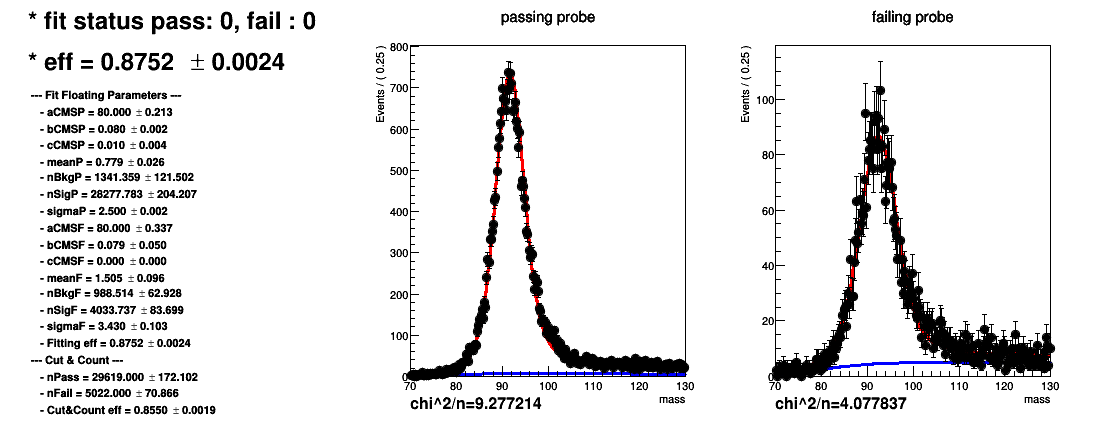 * fit status pass: 0, fail : 0
* eff = 0.8752 ± 0.0024
--- Fit Floating Parameters ---
- aCMSP = 80.000 ± 0.213
- bCMSP = 0.080 ± 0.002
- cCMSP = 0.010 ± 0.004
- meanP = 0.779 ± 0.026
- nBkgP = 1341.359 ± 121.502
- nSigP = 28277.783 ± 204.207
- sigmaP = 2.500 ± 0.002
- aCMSF = 80.000 ± 0.337
- bCMSF = 0.079 ± 0.050
- cCMSF = 0.000 ± 0.000
- meanF = 1.505 ± 0.096
- nBkgF = 988.514 ± 62.928
- nSigF = 4033.737 ± 83.699
- sigmaF = 3.430 ± 0.103
- Fitting eff = 0.8752 ± 0.0024
--- Cut & Count ---
- nPass = 29619.000 ± 172.102
- nFail = 5022.000 ± 70.866
- Cut&Count eff = 0.8550 ± 0.0019
passing probe
Events / ( 0.25 )
800
700
600
500
400
300
200
100
0
70 80 90 100 110 120 130
mass
chi^2/n=9.277214
failing probe
Events / ( 0.25 )
100
80
60
40
20
0
70 80 90 100 110 120 130
mass
chi^2/n=4.077837